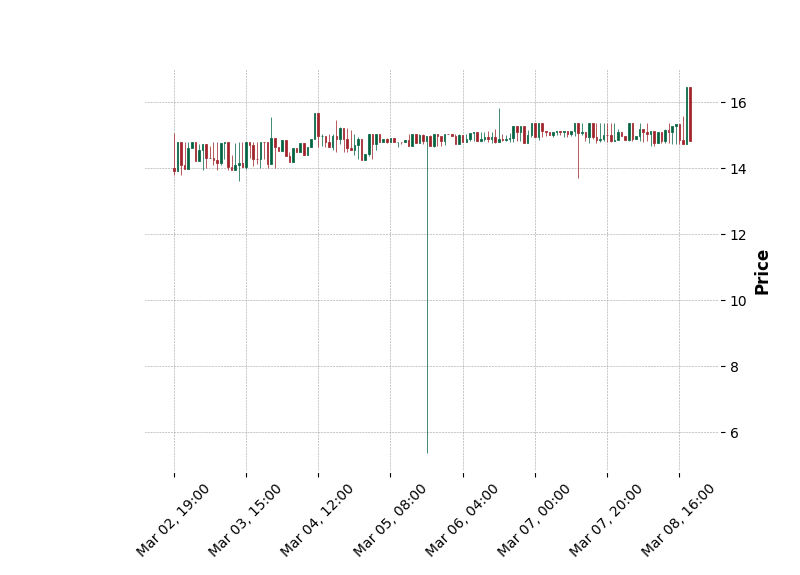 16
14
12
10
8
6
Price
Mar 02, 19:00
Mar 03, 15:00
Mar 04, 12:00
Mar 05, 08:00
Mar 06, 04:00
Mar 07, 00:00
Mar 07, 20:00
Mar 08, 16:00